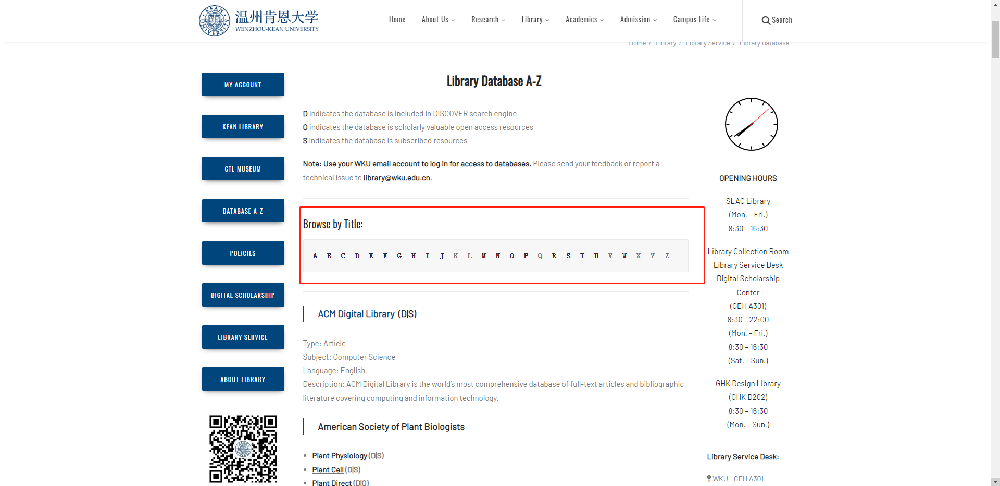 温州肯恩大学
WENZHOU-KEAN UNIVERSITY
KEAN UNIVERSITY
Home About Us Research Library Academics Admission Campus Life Search
Home / Library / Library Service / Library Database
MY ACCOUNT
KEAN LIBRARY
CTL MUSEUM
DATABASE A-Z
POLICIES
DIGITAL SCHOLARSHIP
LIBRARY SERVICE
ABOUT LIBRARY
Library Database A-Z
D indicates the database is included in DISCOVER search engine
O indicates the database is scholarly valuable open access resources
S indicates the database is subscribed resources
Note: Use your WKU email account to log in for access to databases. Please send your feedback or report a
technical issue to library@wku.edu.cn.
Browse by Title:
A B C D E F G H I J K L M N O P Q R S T U V W X Y Z
ACM Digital Library (D|S)
Type: Article
Subject: Computer Science
Language: English
Description: ACM Digital Library is the world's most comprehensive database of full-text articles and bibliographic
literature covering computing and information technology.
American Society of Plant Biologists
• Plant Physiology (D|S)
• Plant Cell (D|S)
• Plant Direct (D|O)
OPENING HOURS
SLAC Library
(Mon. – Fri.)
8:30 – 16:30
Library Collection Room
Library Service Desk
Digital Scholarship
Center
(GEH A301)
8:30 – 22:00
(Mon. – Fri.)
8:30 – 16:30
(Sat. – Sun.)
GHK Design Library
(GHK D202)
8:30 – 16:30
(Mon. – Sun.)
Library Service Desk:
WKU - GEH A301